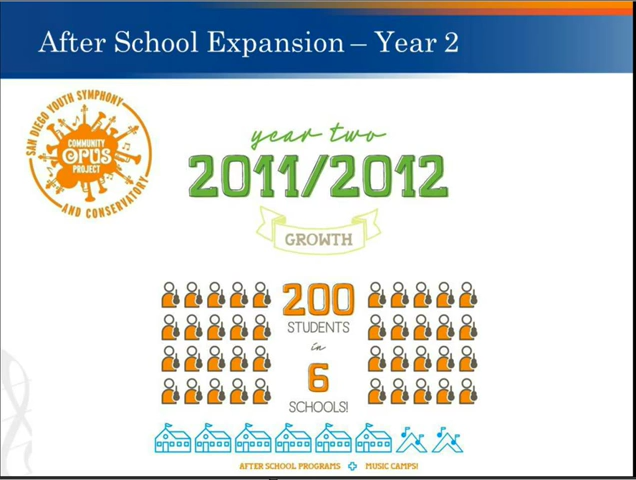 After School Expansion – Year 2
SAN DIEGO YOUTH SYMPHONY
COMMUNITY
OPUS
PROJECT
AND CONSERVATORY
year two
2011/2012
GROWTH
200
STUDENTS
in
6
SCHOOLS!
AFTER SCHOOL PROGRAMS + MUSIC CAMPS!